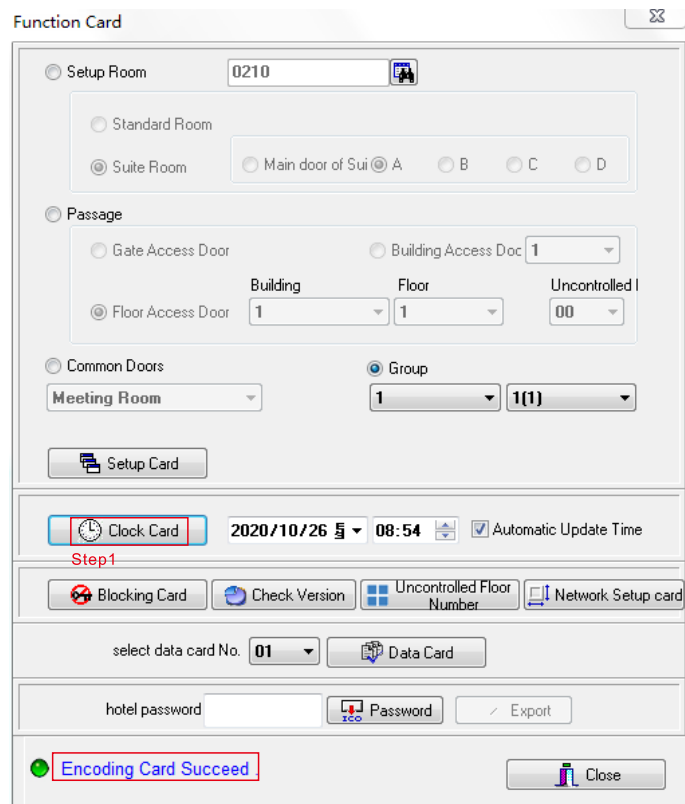 Function Card
Setup Room 0210
Standard Room
Suite Room Main door of Sui A B C D
Passage
Gate Access Door Building Access Doc 1
Building Floor Uncontrolled
Floor Access Door 1 1 00
Common Doors Group
Meeting Room 1 1(1)
Setup Card
Clock Card 2020/10/26 08:54 Automatic Update Time
Step1
Blocking Card Check Version Uncontrolled Floor Number Network Setup card
select data card No. 01 Data Card
hotel password ICO Password Export
Encoding Card Succeed .
Close